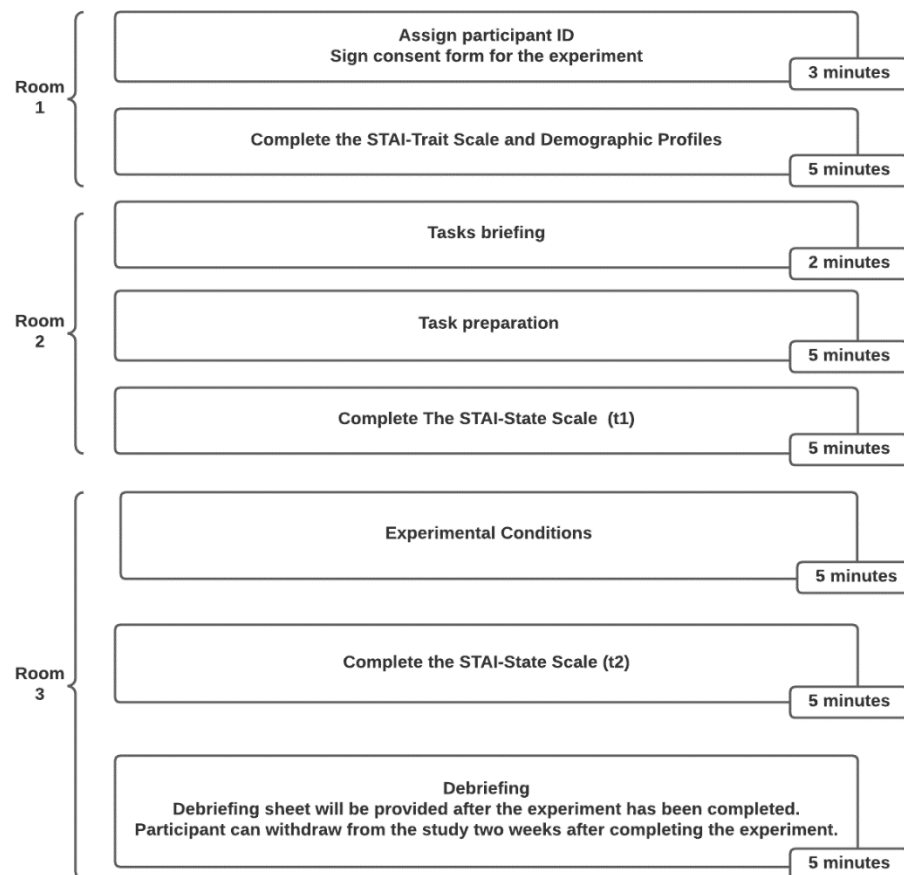 Assign participant ID
Sign consent form for the experiment
3 minutes
Room
1
Complete the STAI-Trait Scale and Demographic Profiles
5 minutes
Tasks briefing
2 minutes
Room
2
Task preparation
5 minutes
Complete The STAI-State Scale (t1)
5 minutes
Experimental Conditions
5 minutes
Room
3
Complete the STAI-State Scale (t2)
5 minutes
Debriefing
Debriefing sheet will be provided after the experiment has been completed.
Participant can withdraw from the study two weeks after completing the experiment.
5 minutes